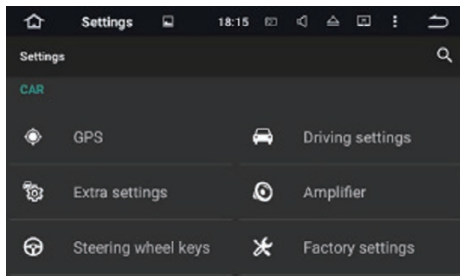 Settings 18:15
Settings
CAR
GPS Driving settings
Extra settings Amplifier
Steering wheel keys Factory settings